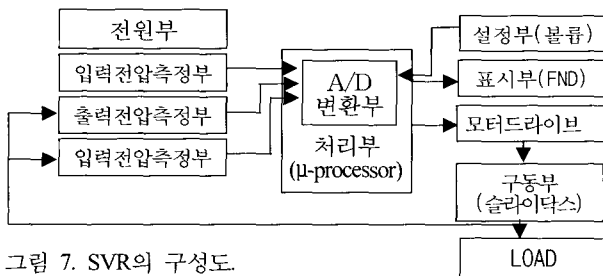 전원부
입력전압측정부
출력전압측정부
입력전압측정부
A/D
변환부
처리부
(μ-processor)
설정부(볼륨)
표시부(FND)
모터드라이브
구동부
(슬라이닥스)
LOAD
그림 7. SVR의 구성도.